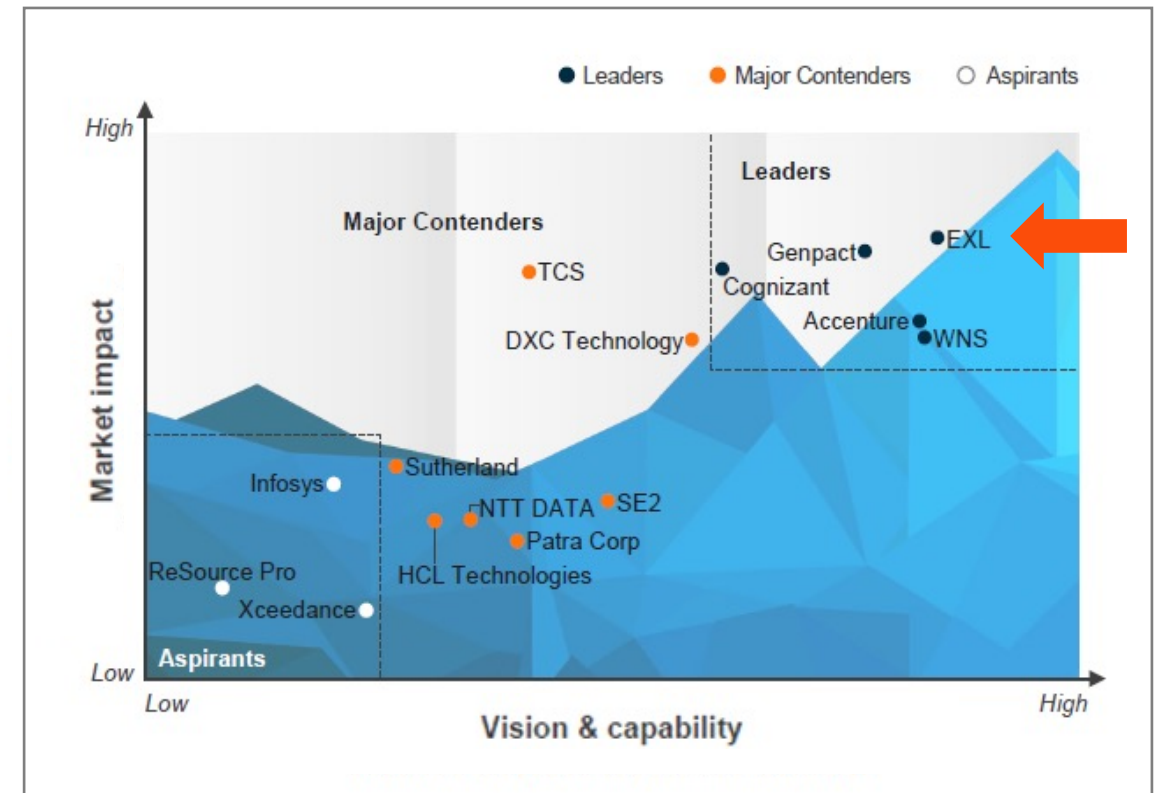 Leaders
Major Contenders
Aspirants
High
Leaders
Major Contenders
TCS
Genpact
EXL
Cognizant
Accenture
WNS
DXC Technology
Market impact
Sutherland
Infosys
NTT DATA
SE2
Patra Corp
HCL Technologies
ReSource Pro
Xceedance
Aspirants
Low
Low
High
Vision & capability